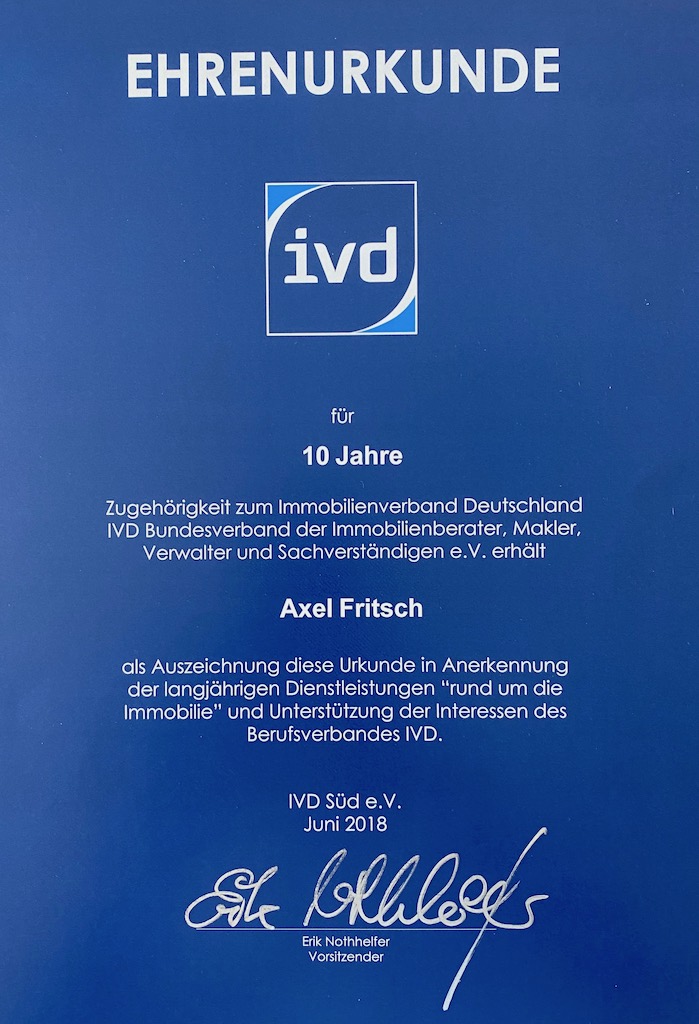 EHRENURKUNDE
ivd
für
10 Jahre
Zugehörigkeit zum Immobilienverband Deutschland
IVD Bundesverband der Immobilienberater, Makler,
Verwalter und Sachverständigen e.V. erhält
Axel Fritsch
als Auszeichnung diese Urkunde in Anerkennung
der langjährigen Dienstleistungen “rund um die
Immobilie” und Unterstützung der Interessen des
Berufsverbandes IVD.
IVD Süd e.V.
Juni 2018
Erik Nothhelfer
Erik Nothhelfer
Vorsitzender